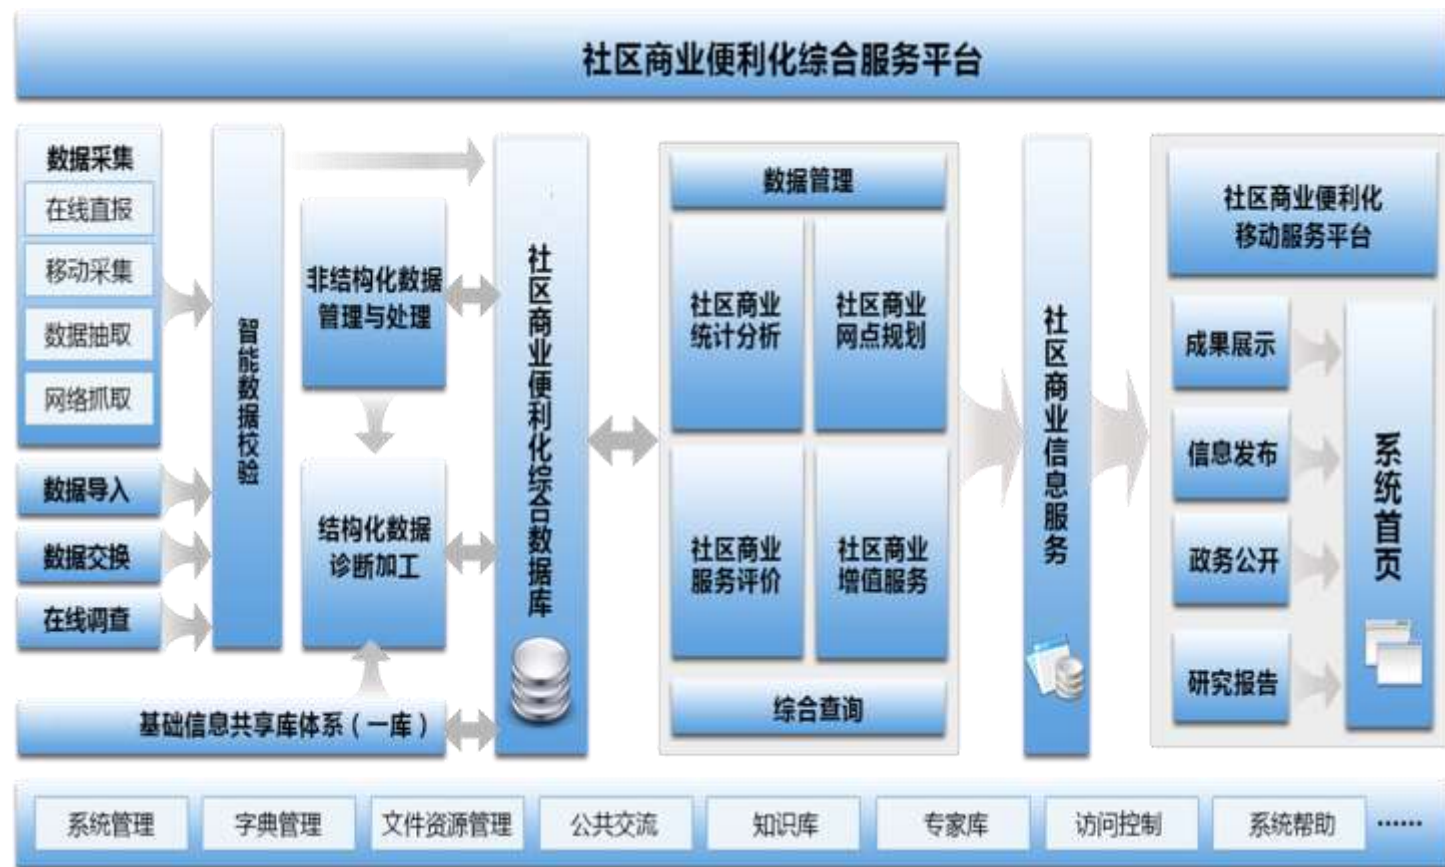 社区商业便利化综合服务平台
数据采集
在线直报
移动采集
数据抽取
网络抓取
数据导入
数据交换
在线调查
智能数据校验
非结构化数据
管理与处理
结构化数据
诊断加工
基础信息共享库体系（一库）
社区商业便利化综合数据库
数据管理
社区商业
统计分析
社区商业
网点规划
社区商业
服务评价
社区商业
增值服务
综合查询
社区商业信息服务
社区商业便利化
移动服务平台
成果展示
信息发布
政务公开
研究报告
系统首页
系统管理
字典管理
文件资源管理
公共交流
知识库
专家库
访问控制
系统帮助
……